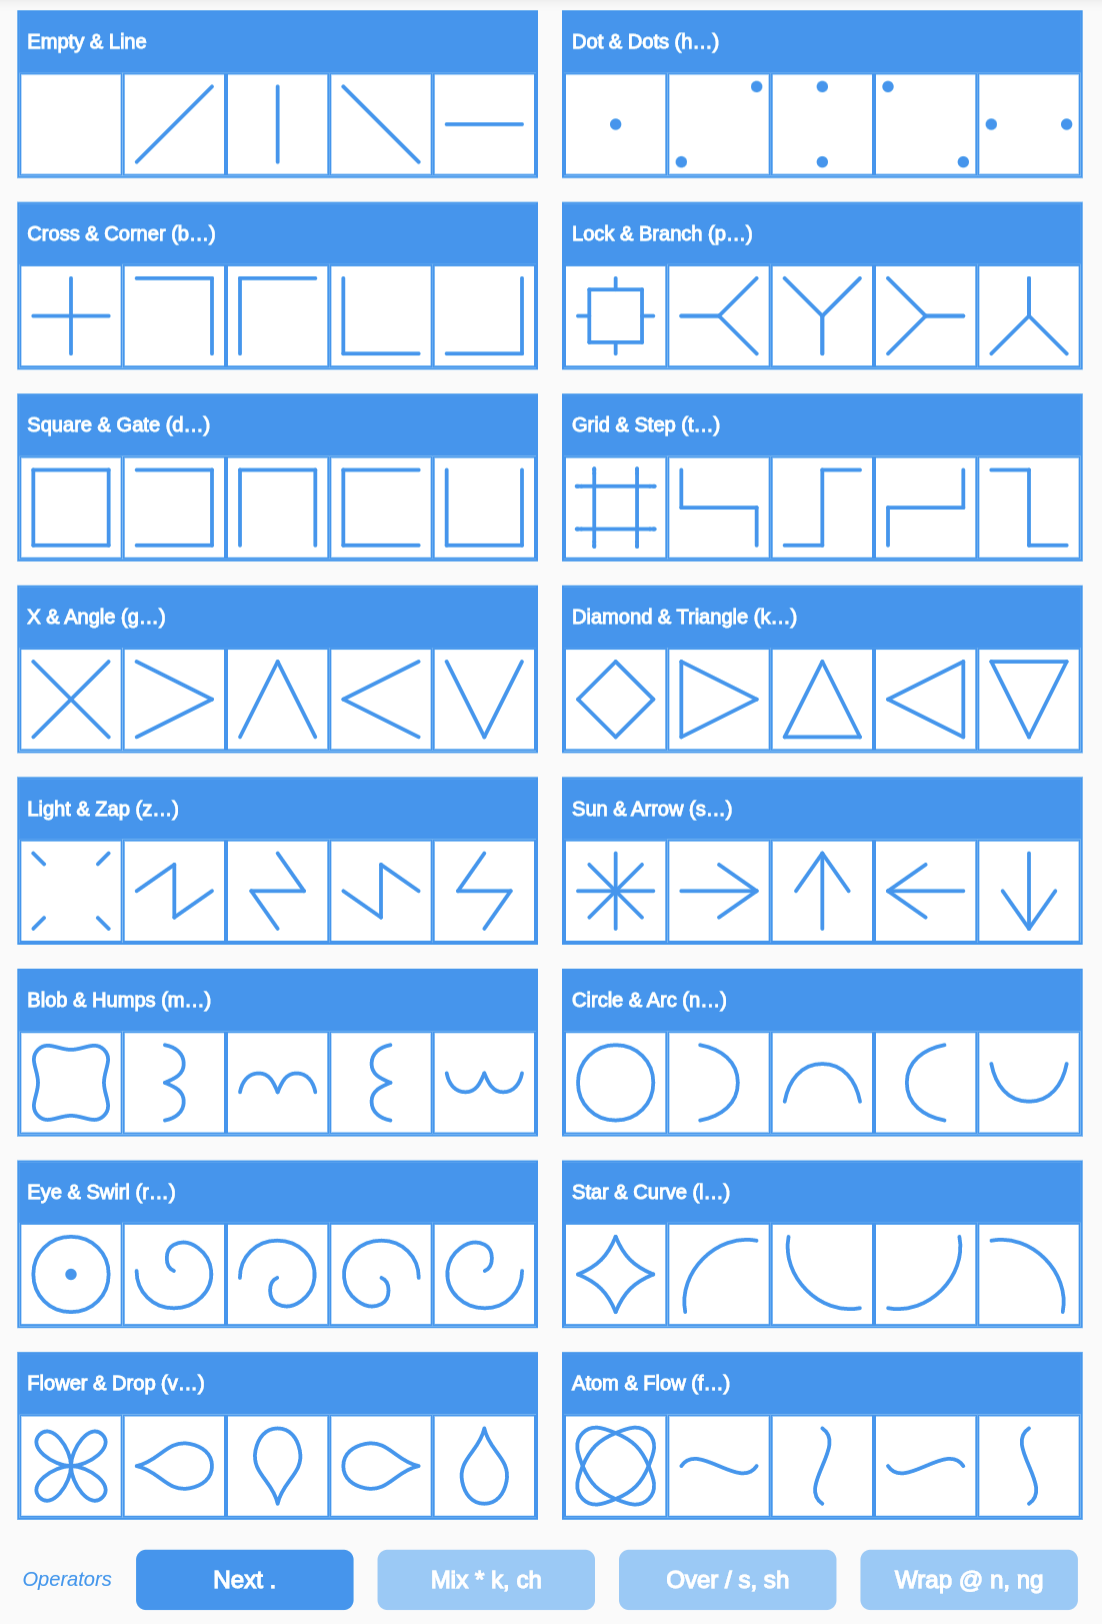 Empty & Line
Dot & Dots (h...)
Cross & Corner (b...)
Lock & Branch (p...)
Square & Gate (d...)
Grid & Step (t...)
X & Angle (g...)
Diamond & Triangle (k...)
Light & Zap (z...)
Sun & Arrow (s...)
Blob & Humps (m...)
Circle & Arc (n...)
Eye & Swirl (r...)
Star & Curve (l...)
Flower & Drop (v...)
Atom & Flow (f...)
Operators
Next .
Mix * k, ch
Over / s, sh
Wrap @ n, ng